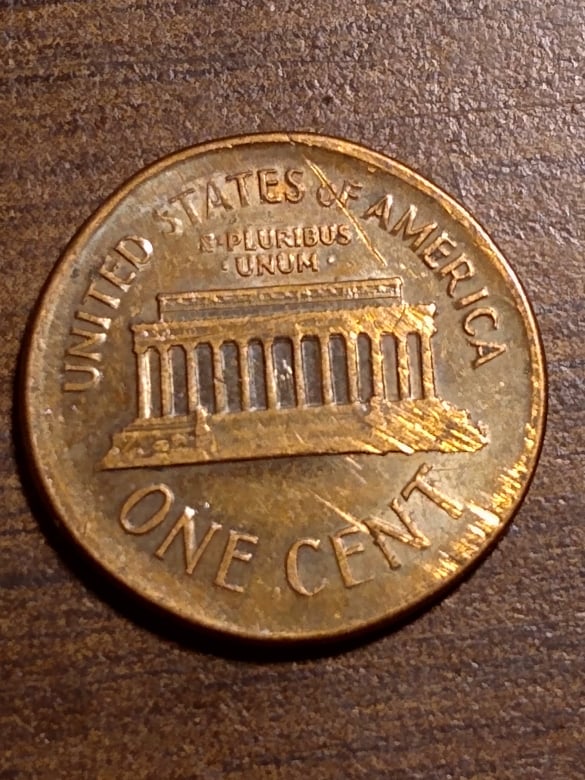 UNITED STATES OF AMERICA
E·PLURIBUS
·UNUM·
ONE CENT